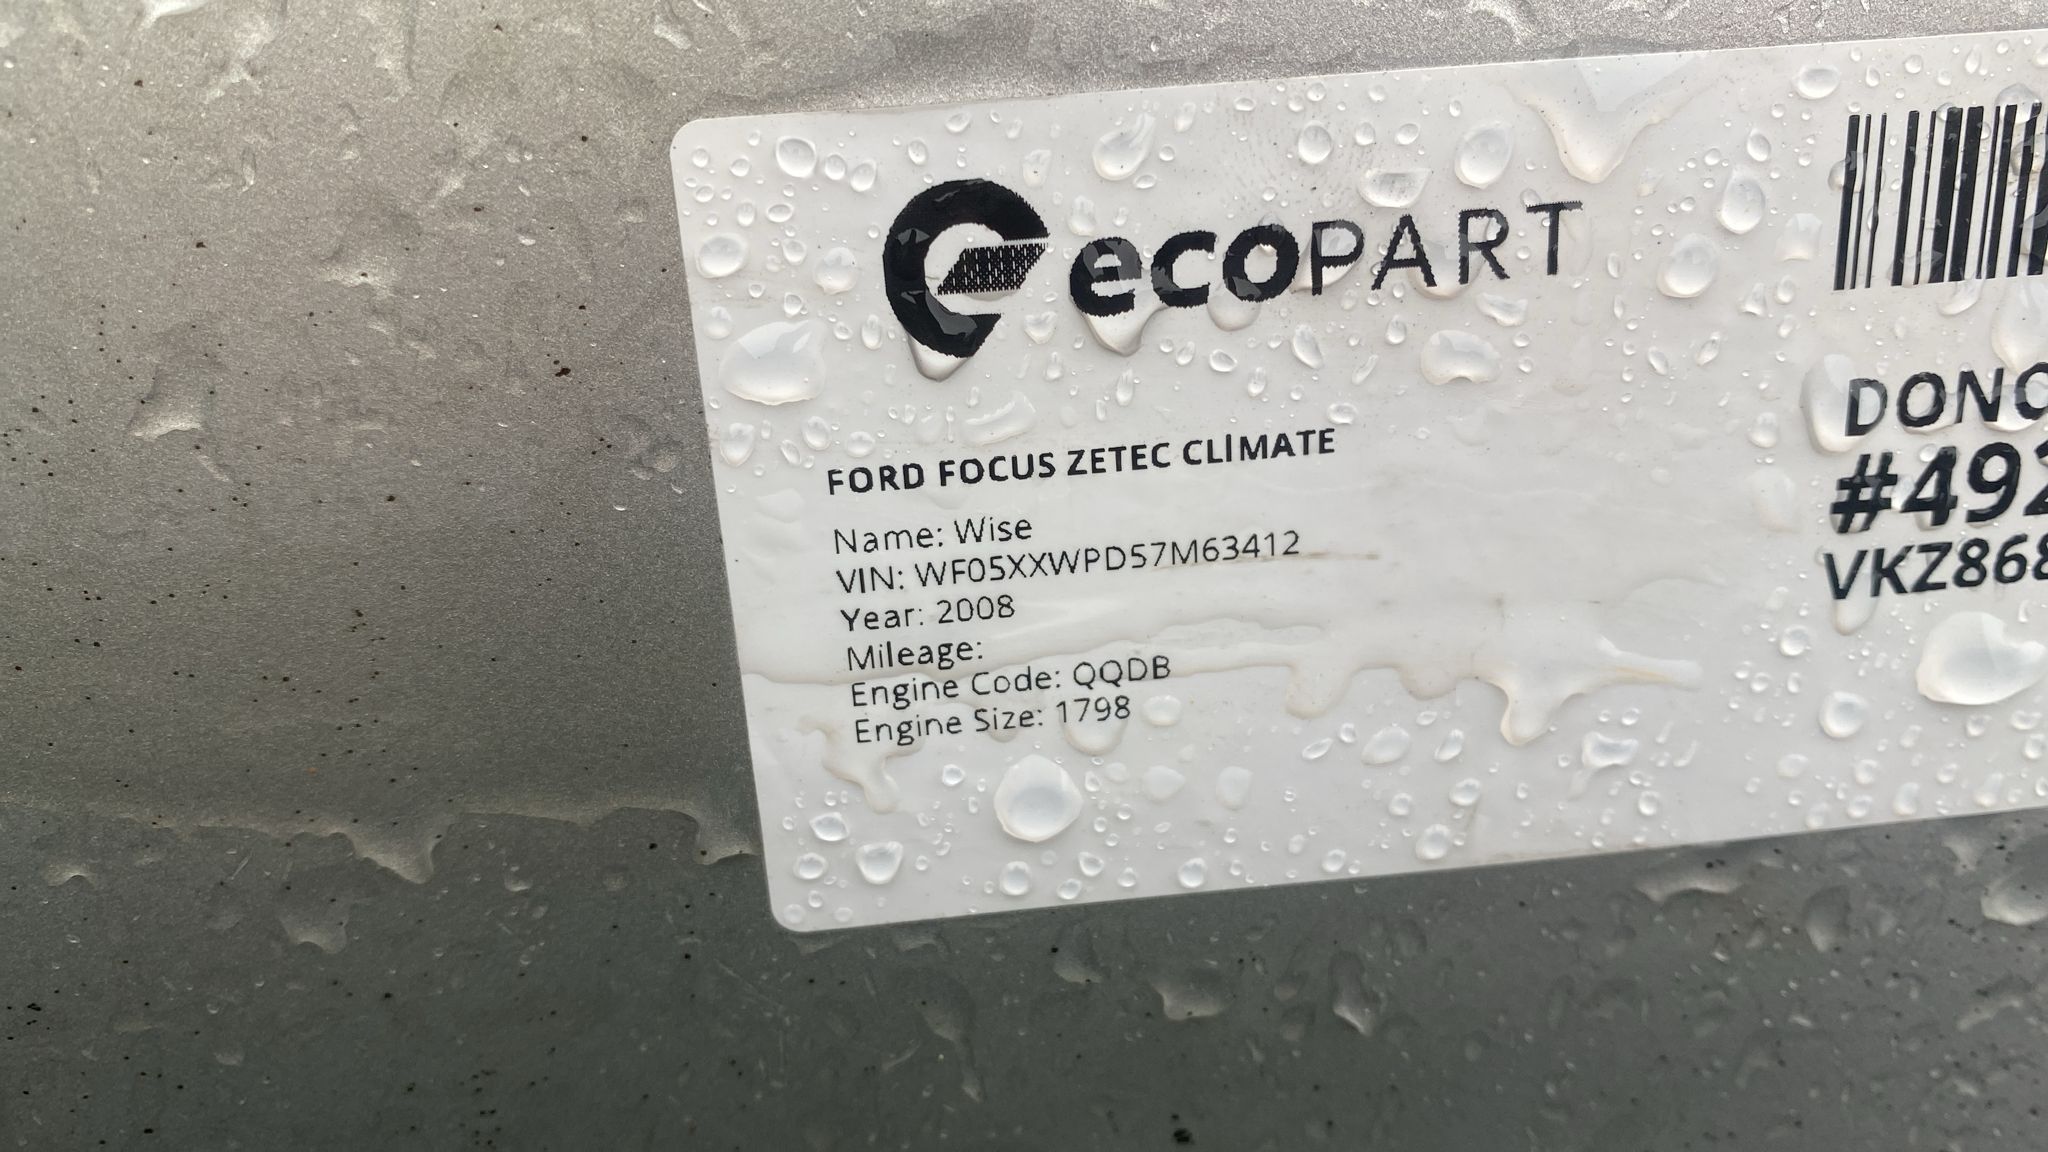 ecoPART
FORD FOCUS ZETEC CLIMATE
Name: Wise
VIN: WF05XXWPD57M63412
Year: 2008
Mileage:
Engine Code: QQDB
Engine Size: 1798
DONO
#492
VKZ868